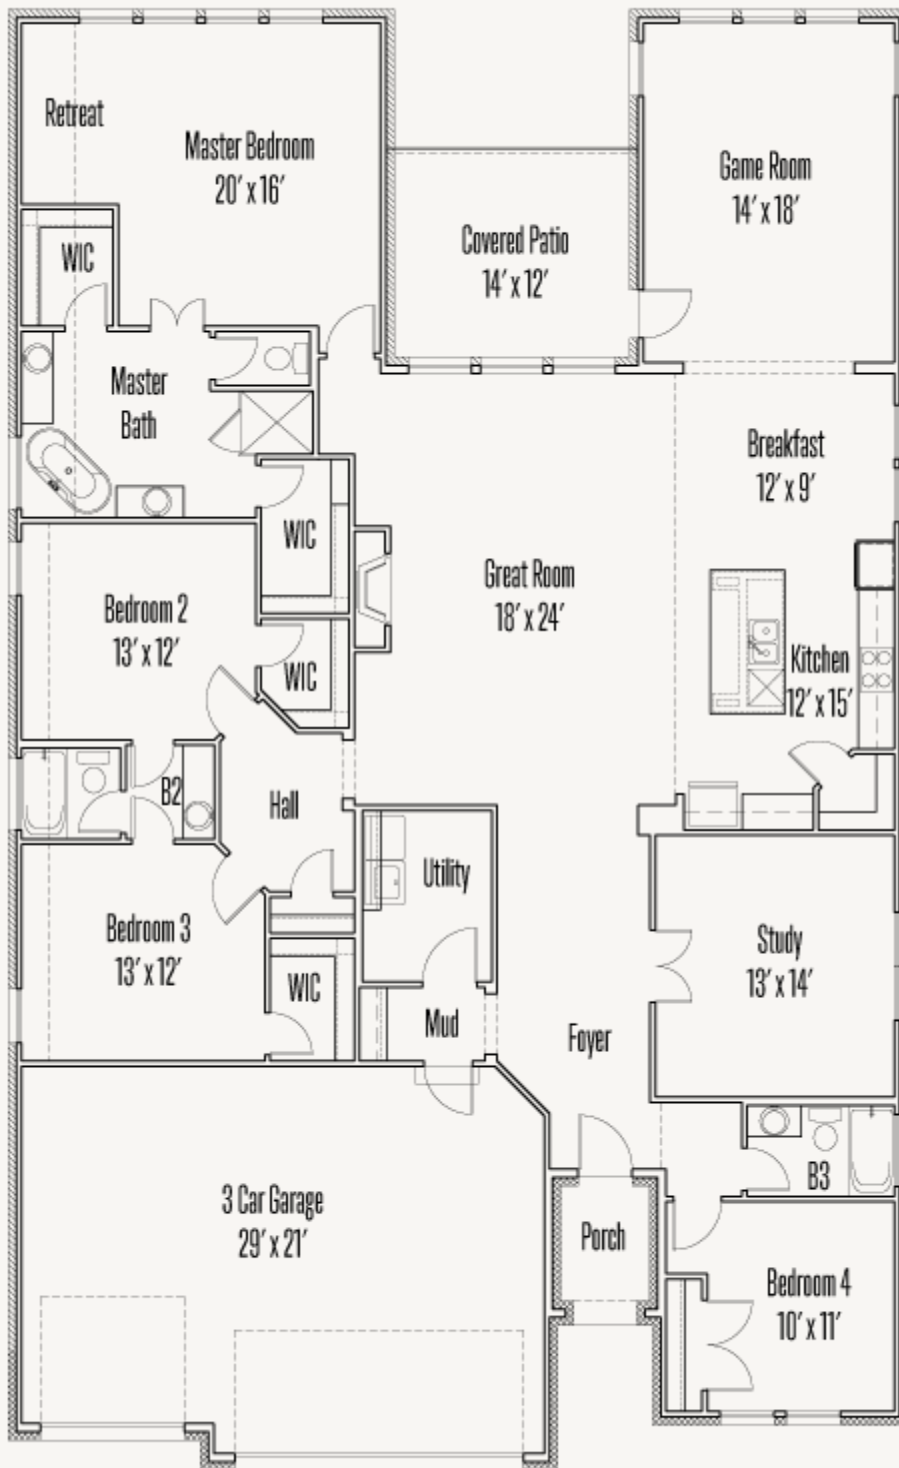 Retreat
Master Bedroom
20' x 16'
Game Room
14' x 18'
WIC
Covered Patio
14' x 12'
Master
Bath
Breakfast
12' x 9'
WIC
Great Room
18' x 24'
Bedroom 2
13' x 12'
WIC
Kitchen
12' x 15'
B2
Hall
Utility
Bedroom 3
13' x 12'
Study
13' x 14'
WIC
Mud
Foyer
B3
3 Car Garage
29' x 21'
Porch
Bedroom 4
10' x 11'